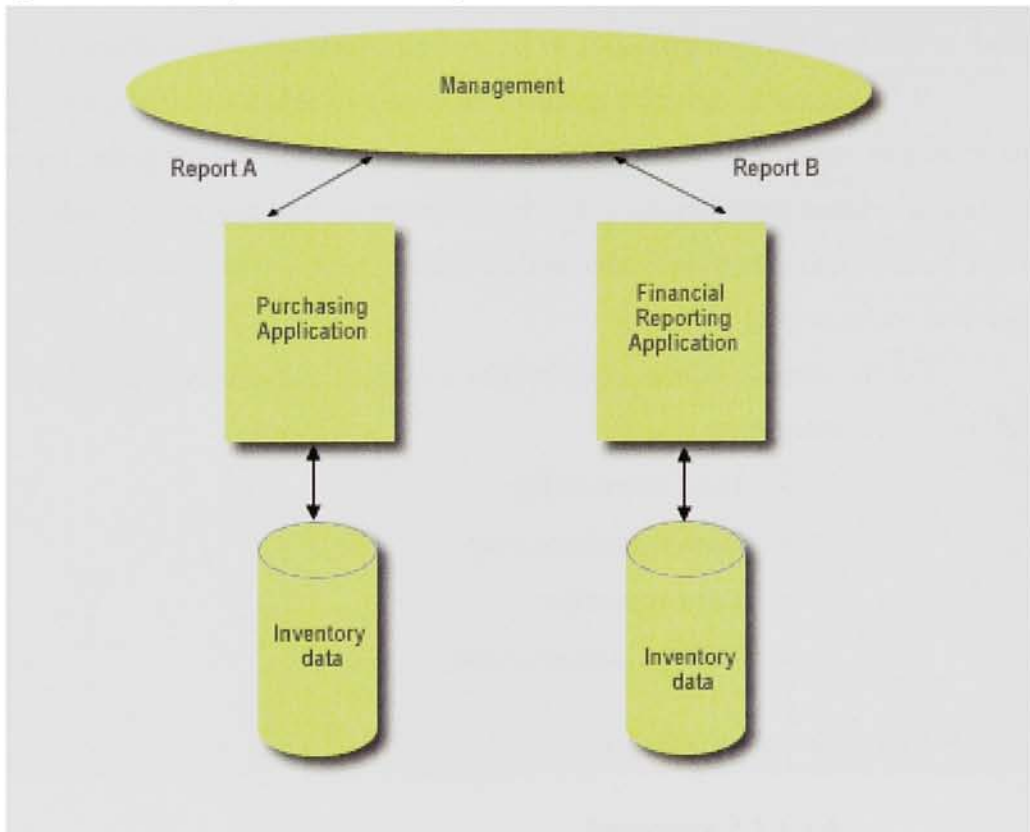 Management
Report A
Report B
Purchasing
Application
Financial
Reporting
Application
Inventory
data
Inventory
data